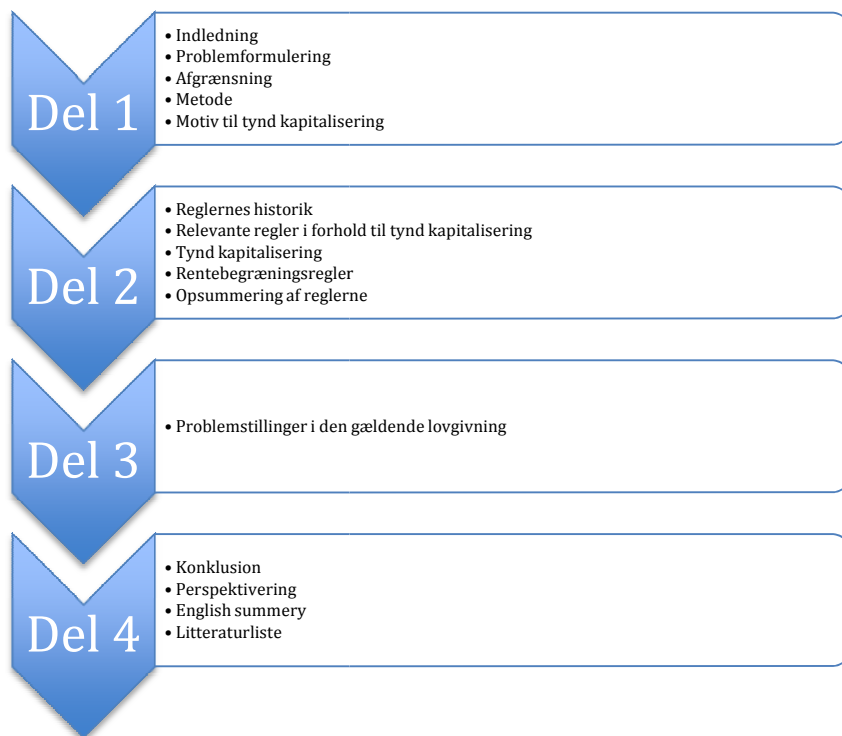 Del 1
• Indledning
• Problemformulering
• Afgrænsning
• Metode
• Motiv til tynd kapitalisering
Del 2
• Reglernes historik
• Relevante regler i forhold til tynd kapitalisering
• Tynd kapitalisering
• Rentebegræningsregler
• Opsummering af reglerne
Del 3
• Problemstillinger i den gældende lovgivning
Del 4
• Konklusion
• Perspektivering
• English summery
• Litteraturliste